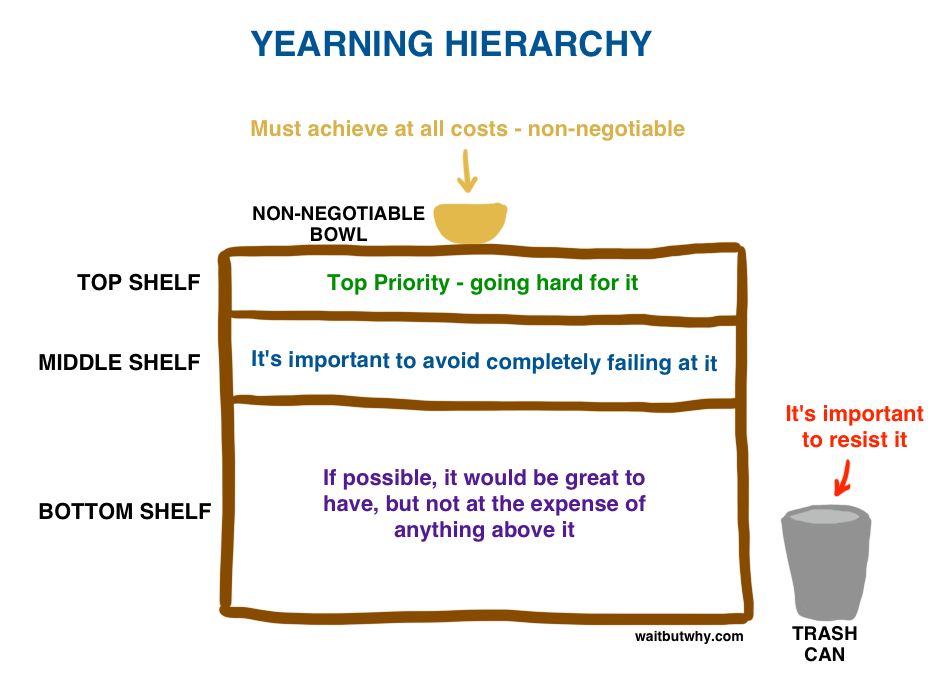 YEARNING HIERARCHY
Must achieve at all costs - non-negotiable
NON-NEGOTIABLE
BOWL
TOP SHELF
Top Priority - going hard for it
MIDDLE SHELF
It's important to avoid completely failing at it
It's important
to resist it
BOTTOM SHELF
If possible, it would be great to
have, but not at the expense of
anything above it
waitbutwhy.com
TRASH
CAN